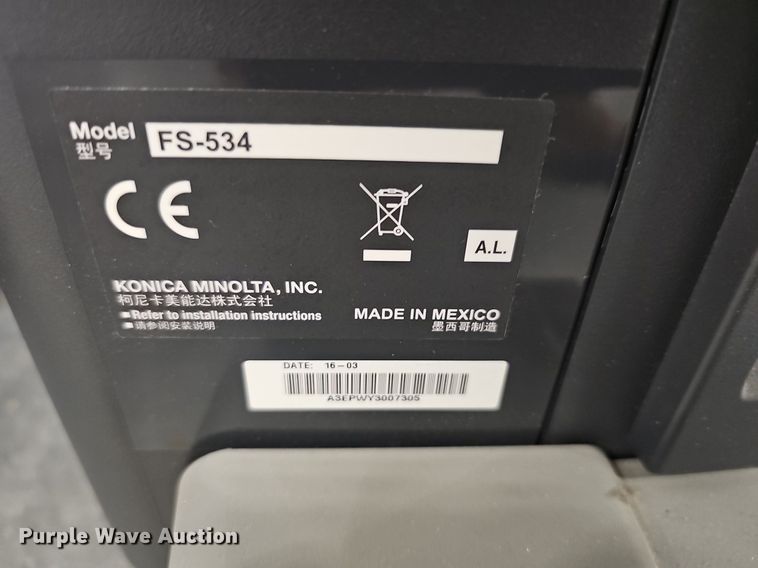 Model FS-534
型号
CE
A.L.
KONICA MINOLTA, INC.
柯尼卡美能达株式会社
■Refer to installation instructions
■请参阅安装说明
MADE IN MEXICO
墨西哥制造
DATE: 16-03
A3EPWY3007305
Purple Wave Auction